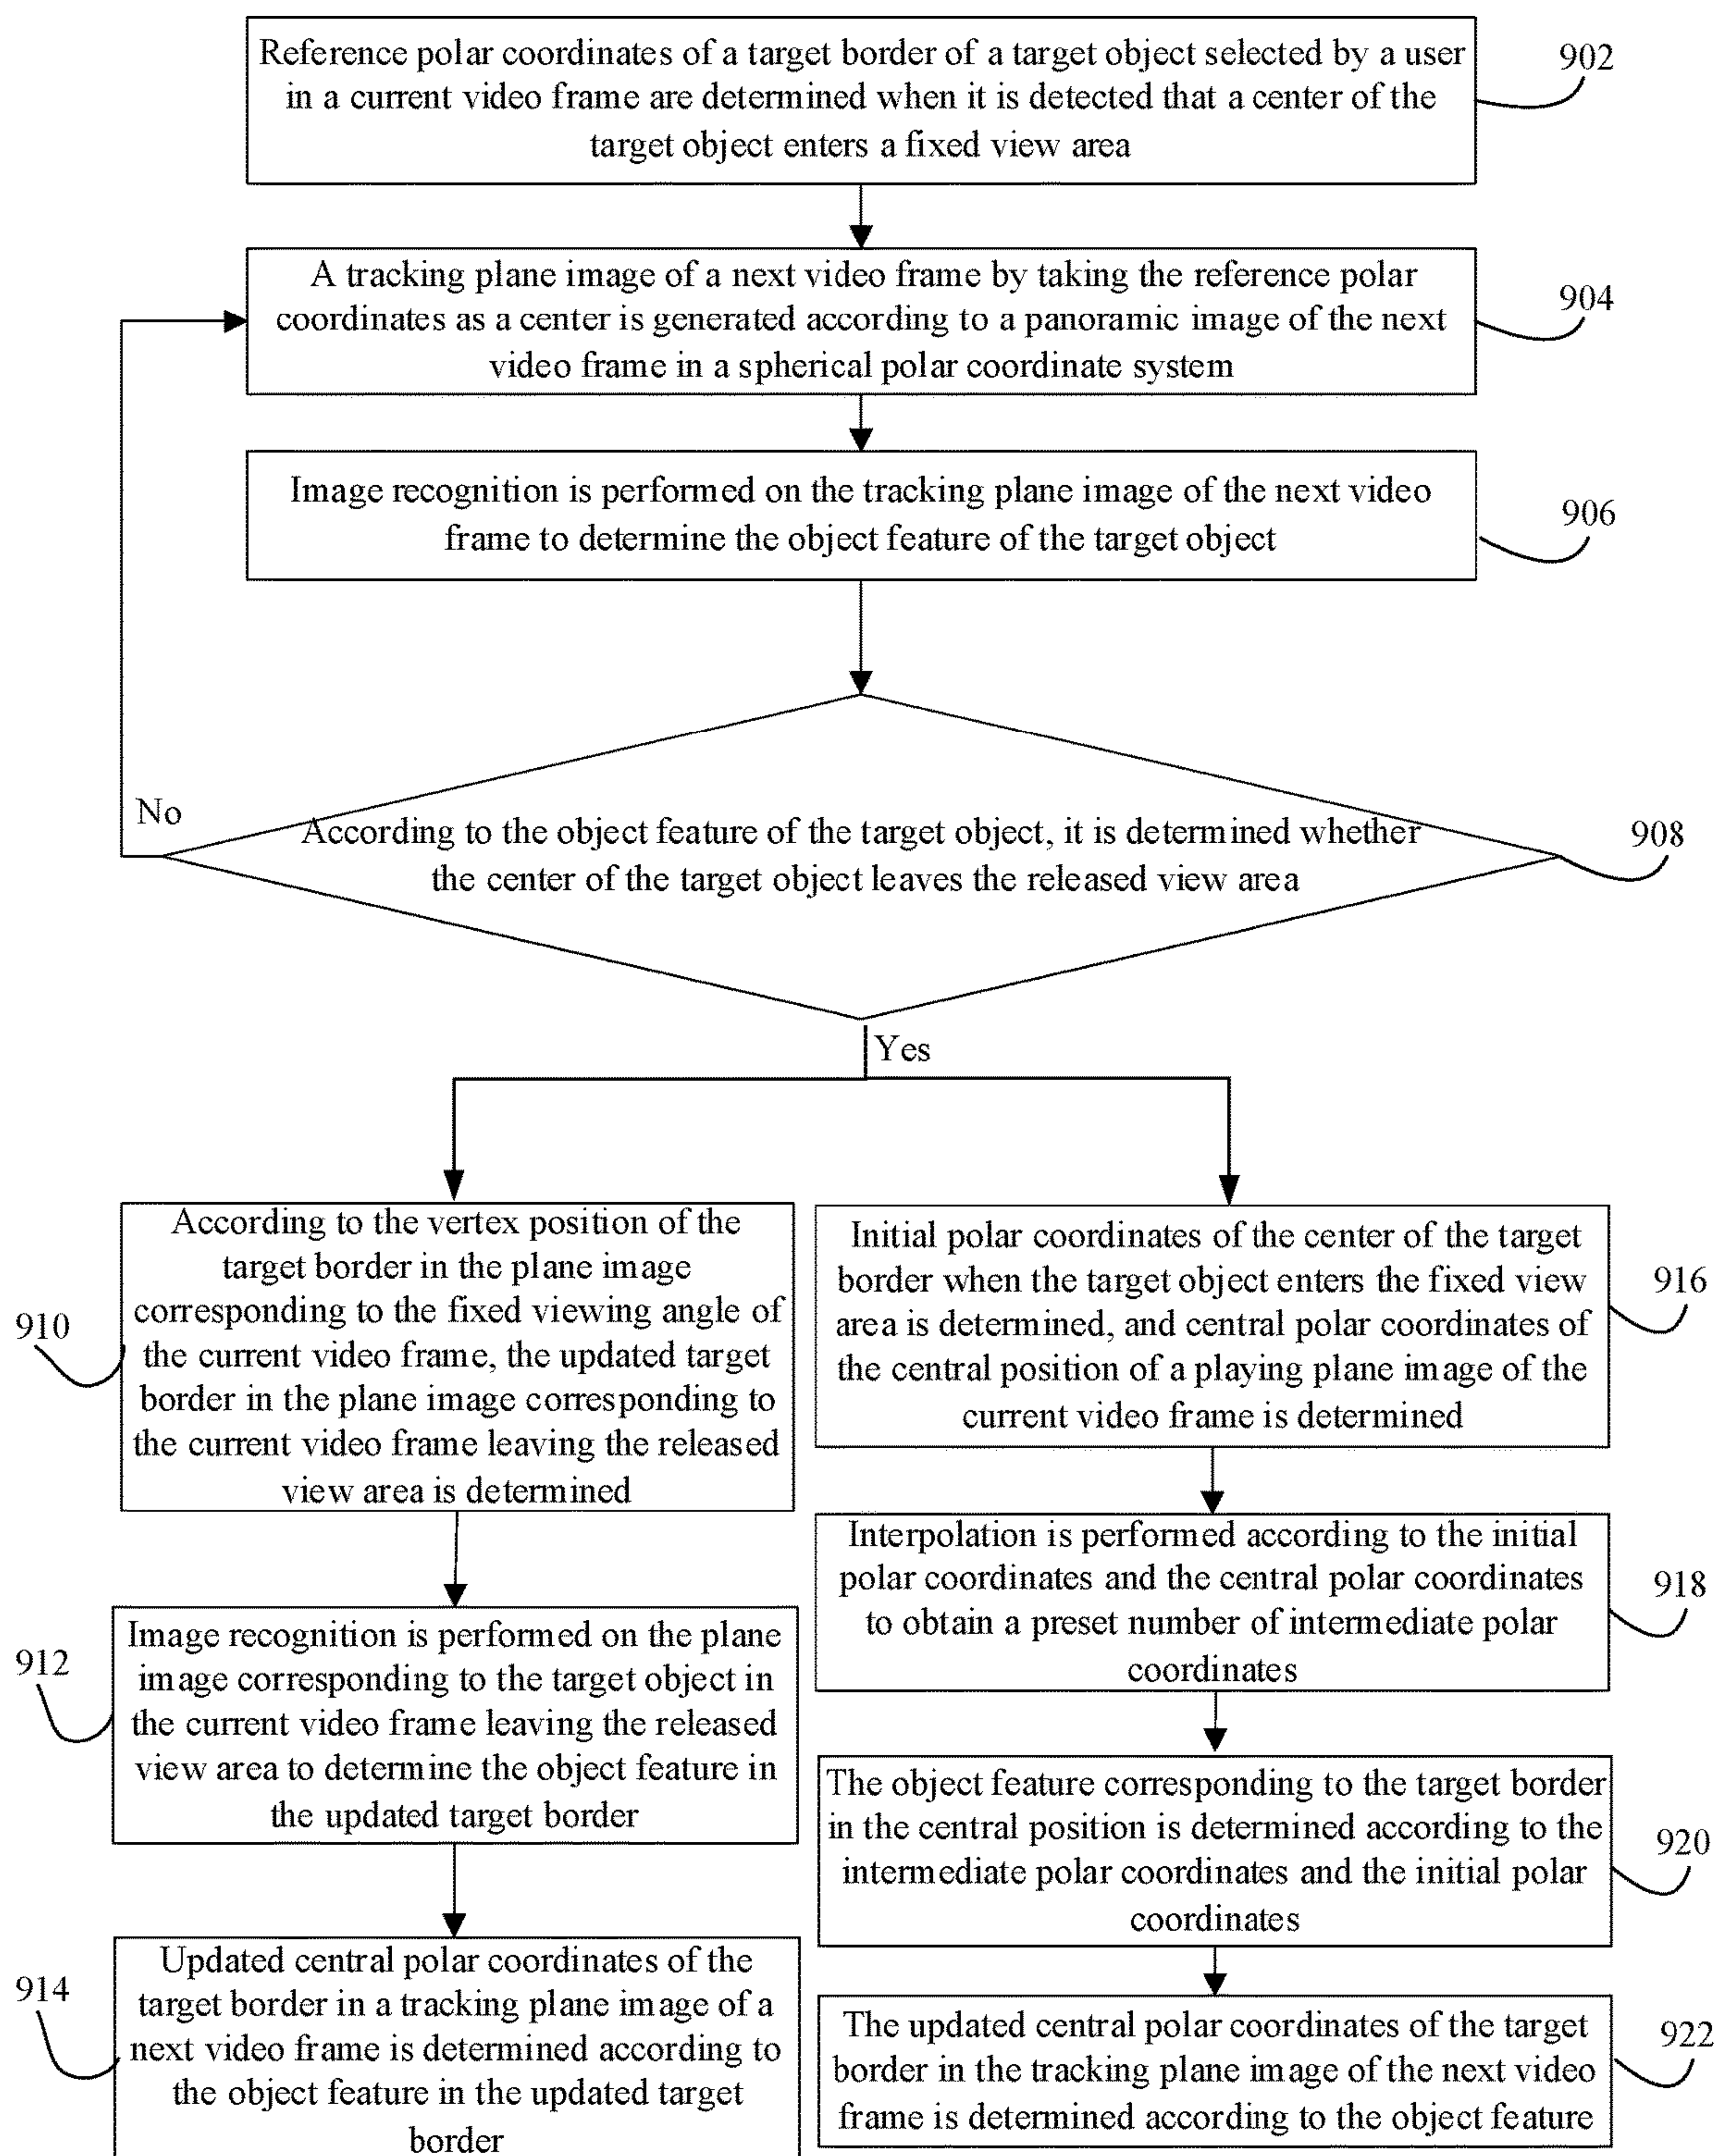 Reference polar coordinates of a target border of a target object selected by a user
in a current video frame are determined when it is detected that a center of the
target object enters a fixed view area
902
A tracking plane image of a next video frame by taking the reference polar
coordinates as a center is generated according to a panoramic image of the next
video frame in a spherical polar coordinate system
904
Image recognition is performed on the tracking plane image of the next video
frame to determine the object feature of the target object
906
No
According to the object feature of the target object, it is determined whether
the center of the target object leaves the released view area
908
Yes
According to the vertex position of the
target border in the plane image
corresponding to the fixed viewing angle of
the current video frame, the updated target
border in the plane image corresponding to
the current video frame leaving the released
view area is determined
910
Image recognition is performed on the plane
image corresponding to the target object in
the current video frame leaving the released
view area to determine the object feature in
the updated target border
912
Updated central polar coordinates of the
target border in a tracking plane image of a
next video frame is determined according to
the object feature in the updated target
border
914
Initial polar coordinates of the center of the target
border when the target object enters the fixed view
area is determined, and central polar coordinates of
the central position of a playing plane image of the
current video frame is determined
916
Interpolation is performed according to the initial
polar coordinates and the central polar coordinates
to obtain a preset number of intermediate polar
coordinates
918
The object feature corresponding to the target border
in the central position is determined according to the
intermediate polar coordinates and the initial polar
coordinates
920
The updated central polar coordinates of the target
border in the tracking plane image of the next video
frame is determined according to the object feature
922